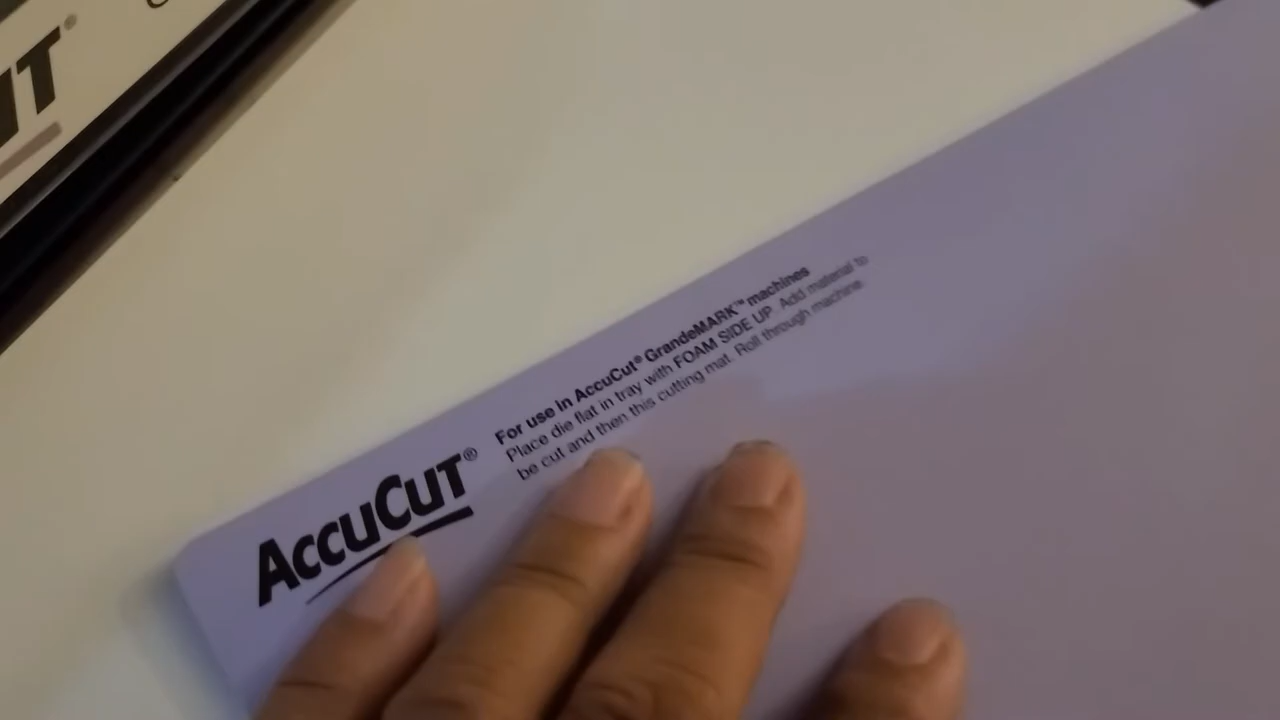 AccuCut®
For use in AccuCut® GrandeMARK™ machines
Place die flat in tray with FOAM SIDE UP. Add material to
be cut and then this cutting mat. Roll through machine